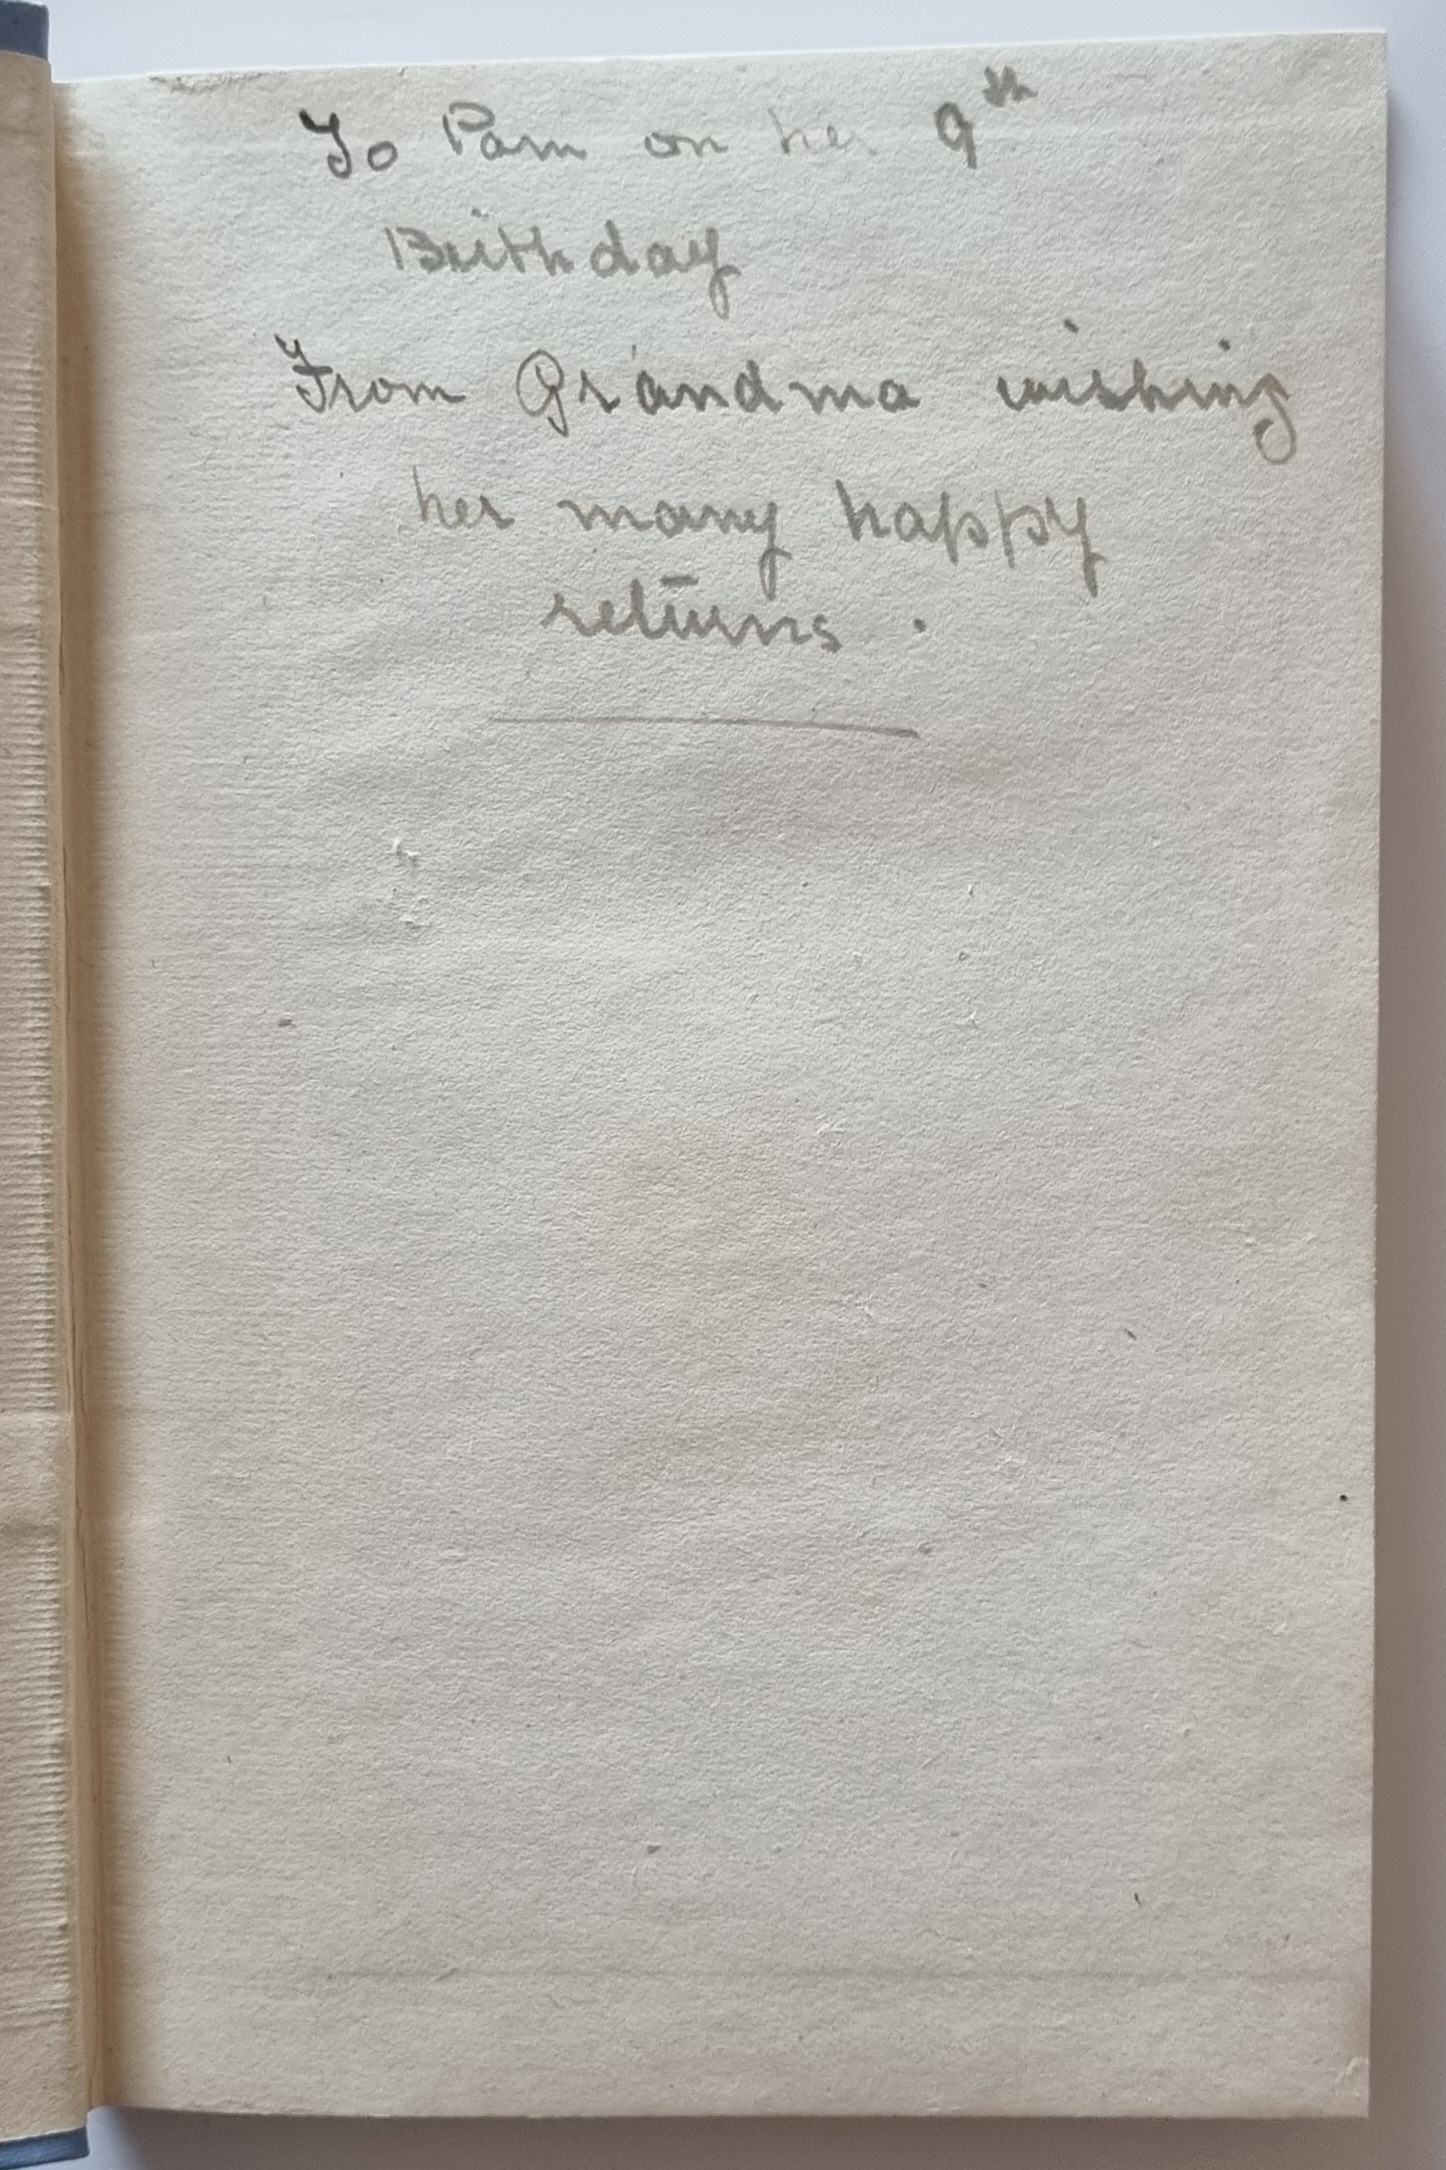 To Pam on her 9th
Birthday
From Grandma wishing
her many happy
returns.